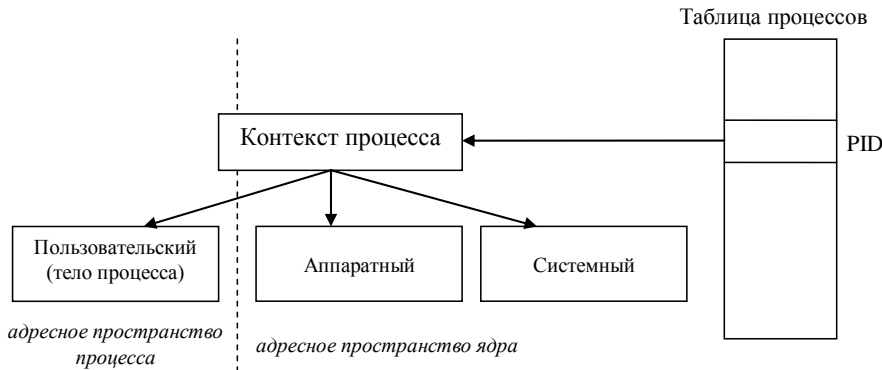 Таблица процессов
Контекст процесса
PID
Пользовательский
(тело процесса)
Аппаратный
Системный
адресное пространство
процесса
адресное пространство ядра